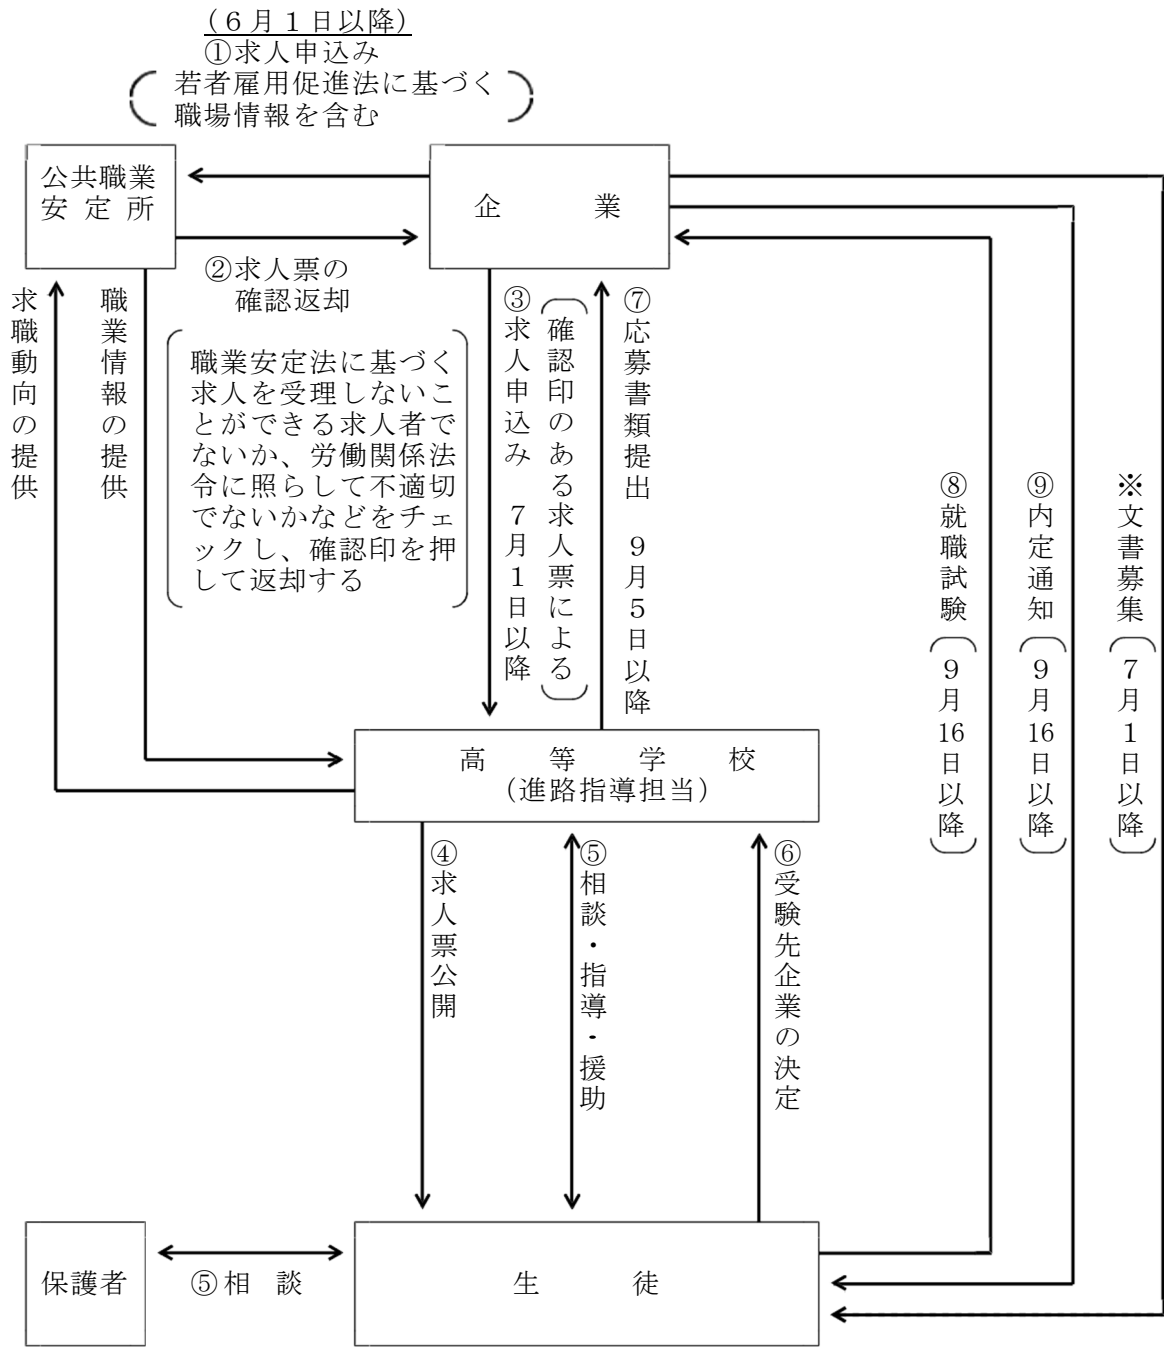 (６月１日以降)
①求人申込み
若者雇用促進法に基づく
職場情報を含む
公共職業
安定所
企業
②求人票の
確認返却
職業安定法に基づく
求人を受理しないこ
とができる求人者で
ないか、労働関係法
令に照らして不適切
でないかなどをチェ
ックし、確認印を押
して返却する
求職動向の提供
職業情報の提供
③求人申込み　７月１日以降
確認印のある求人票による
⑦応募書類提出　９月５日以降
⑧就職試験
９月16日以降
⑨内定通知
９月16日以降
※文書募集
７月１日以降
高等学校
(進路指導担当)
④求人票公開
⑤相談・指導・援助
⑥受験先企業の決定
保護者
⑤相　談
生徒